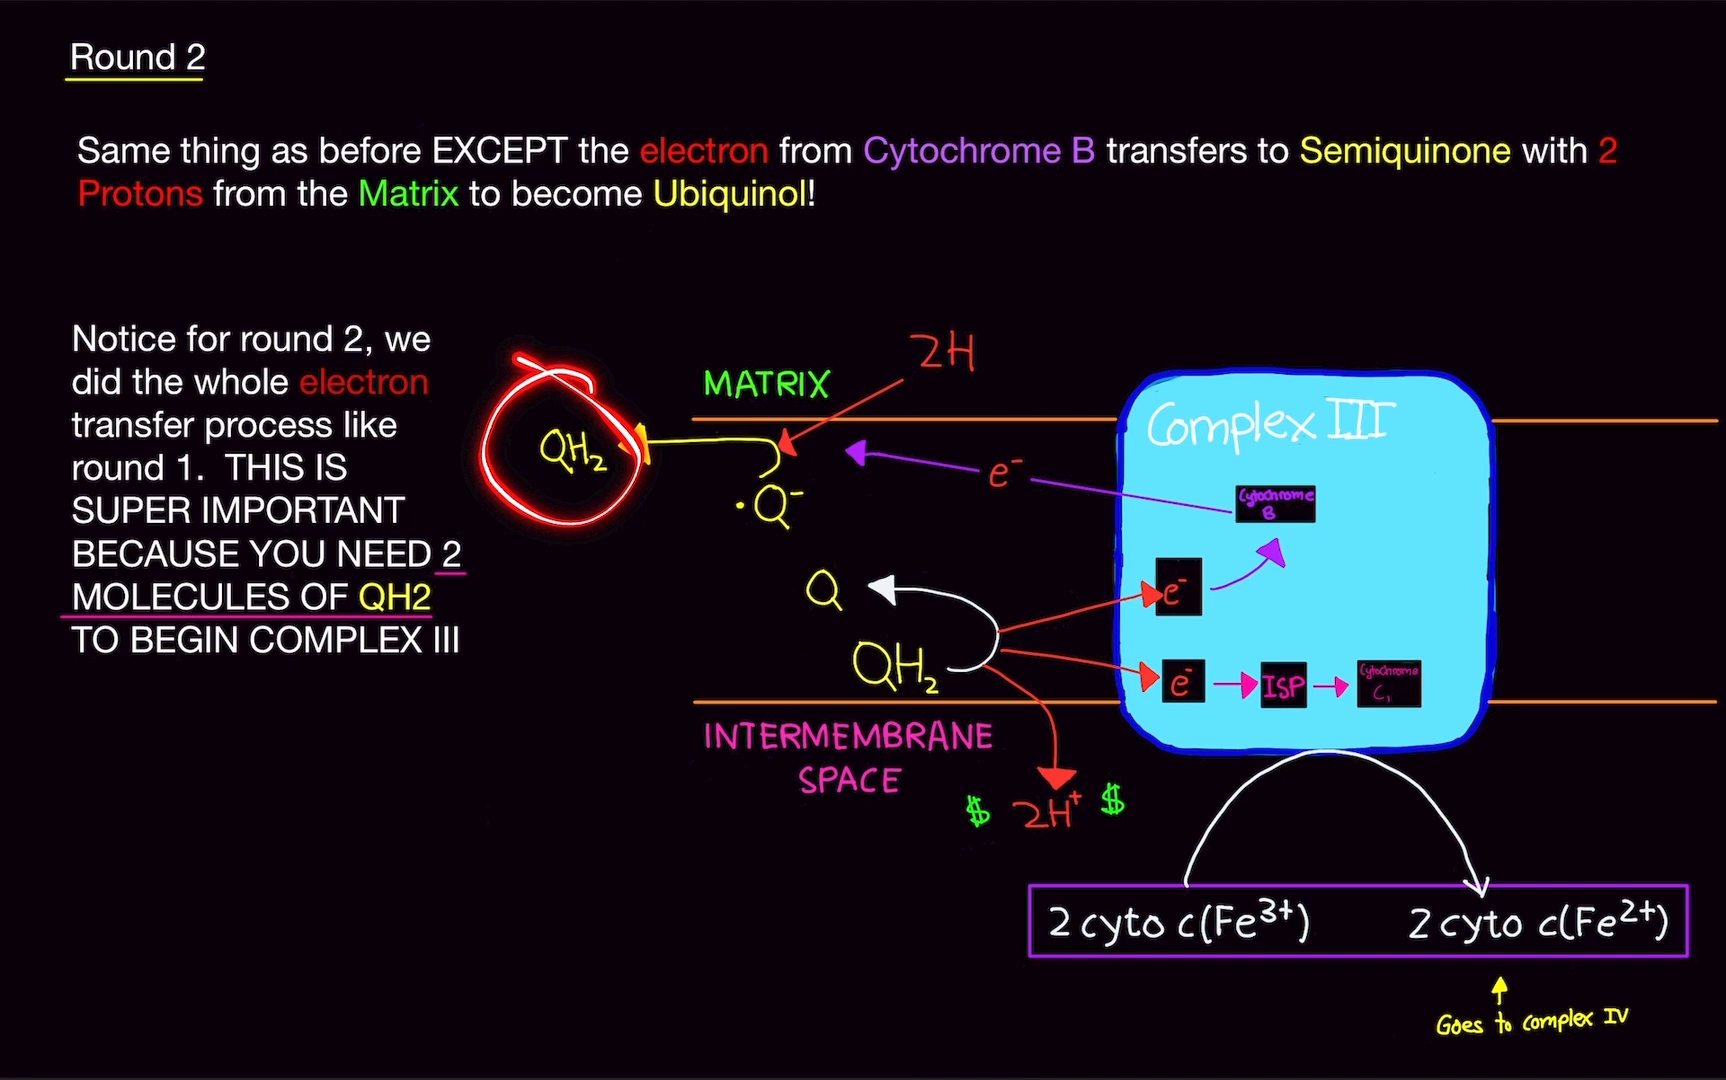 Round 2
Same thing as before EXCEPT the electron from Cytochrome B transfers to Semiquinone with 2
Protons from the Matrix to become Ubiquinol!
Notice for round 2, we
did the whole electron
transfer process like
round 1. THIS IS
SUPER IMPORTANT
BECAUSE YOU NEED 2
MOLECULES OF QH2
TO BEGIN COMPLEX III
2H
MATRIX
Complex III
QH₂
e⁻
Cytochrome
B
·Q⁻
Q
e⁻
QH₂
e⁻
ISP
Cytochrome
C₁
INTERMEMBRANE
SPACE
$ 2H⁺ $
2 cyto c(Fe³⁺)
2 cyto c(Fe²⁺)
Goes to complex IV